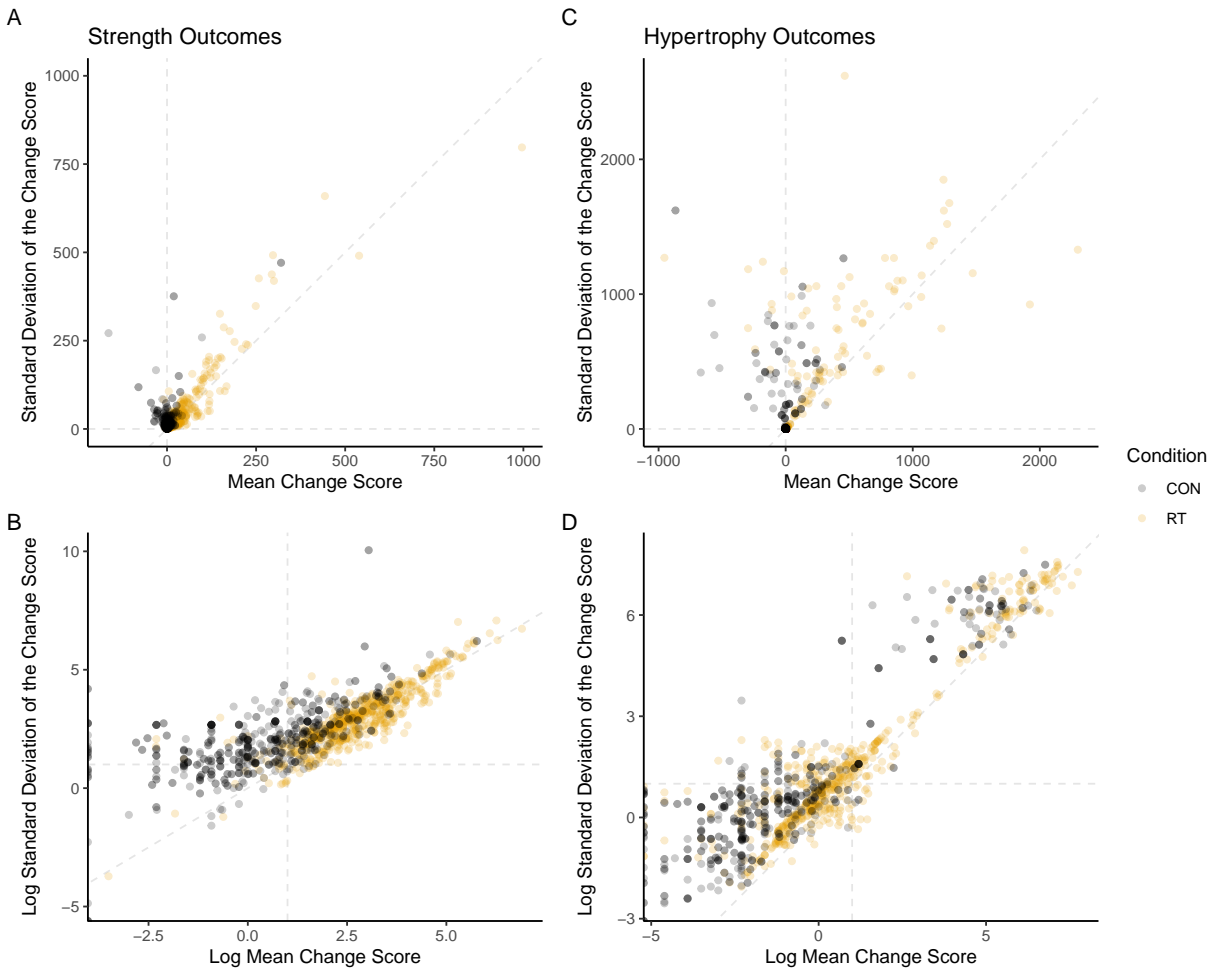 A
Strength Outcomes
Standard Deviation of the Change Score
1000
750
500
250
0
0
250
500
750
1000
Mean Change Score
C
Hypertrophy Outcomes
Standard Deviation of the Change Score
2000
1000
0
−1000
0
1000
2000
Mean Change Score
B
Log Standard Deviation of the Change Score
10
5
0
−5
−2.5
0.0
2.5
5.0
Log Mean Change Score
D
Log Standard Deviation of the Change Score
6
3
0
−3
−5
0
5
Log Mean Change Score
Condition
CON
RT